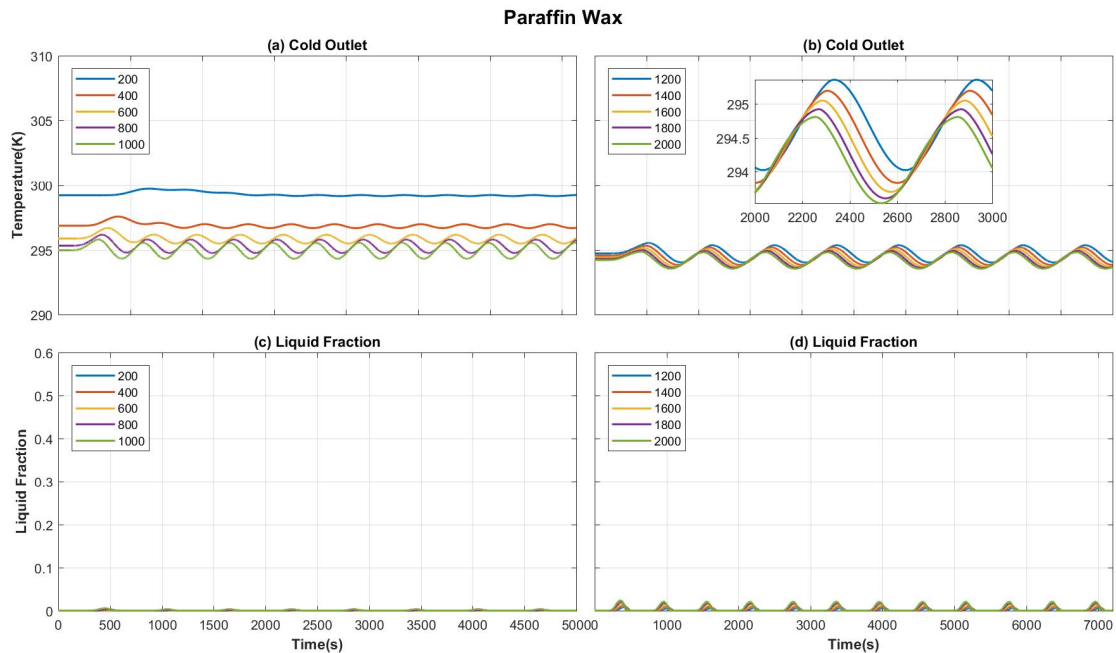 Paraffin Wax
(a) Cold Outlet
(b) Cold Outlet
310
305
300
295
290
Temperature(K)
200
400
600
800
1000
1200
1400
1600
1800
2000
295
294.5
294
2000 2200 2400 2600 2800 3000
(c) Liquid Fraction
(d) Liquid Fraction
0.6
0.5
0.4
0.3
0.2
0.1
0
Liquid Fraction
200
400
600
800
1000
1200
1400
1600
1800
2000
0 500 1000 1500 2000 2500 3000 3500 4000 4500 5000
1000 2000 3000 4000 5000 6000 7000
Time(s)
Time(s)